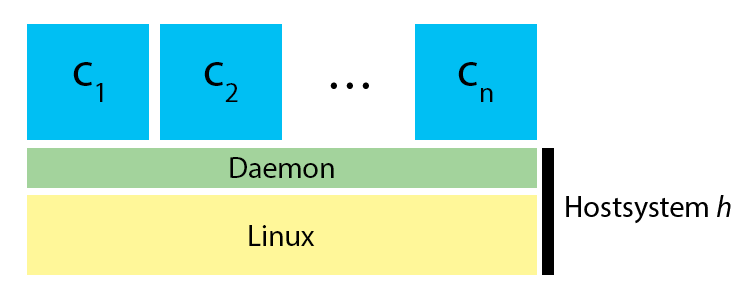 C₁ C₂ ... Cₙ
Daemon
Hostsystem h
Linux